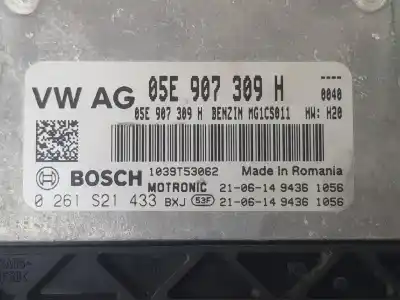 ----
VW AG 05E 907 309 H 0040
05E 907 309 H BENZIN MG1CS011 HW: H20
1039T53062 Made in Romania
BOSCH MOTRONIC 21-06-14 9436 1056
0 261 S21 433 BXJ 53F 21-06-14 9436 1056